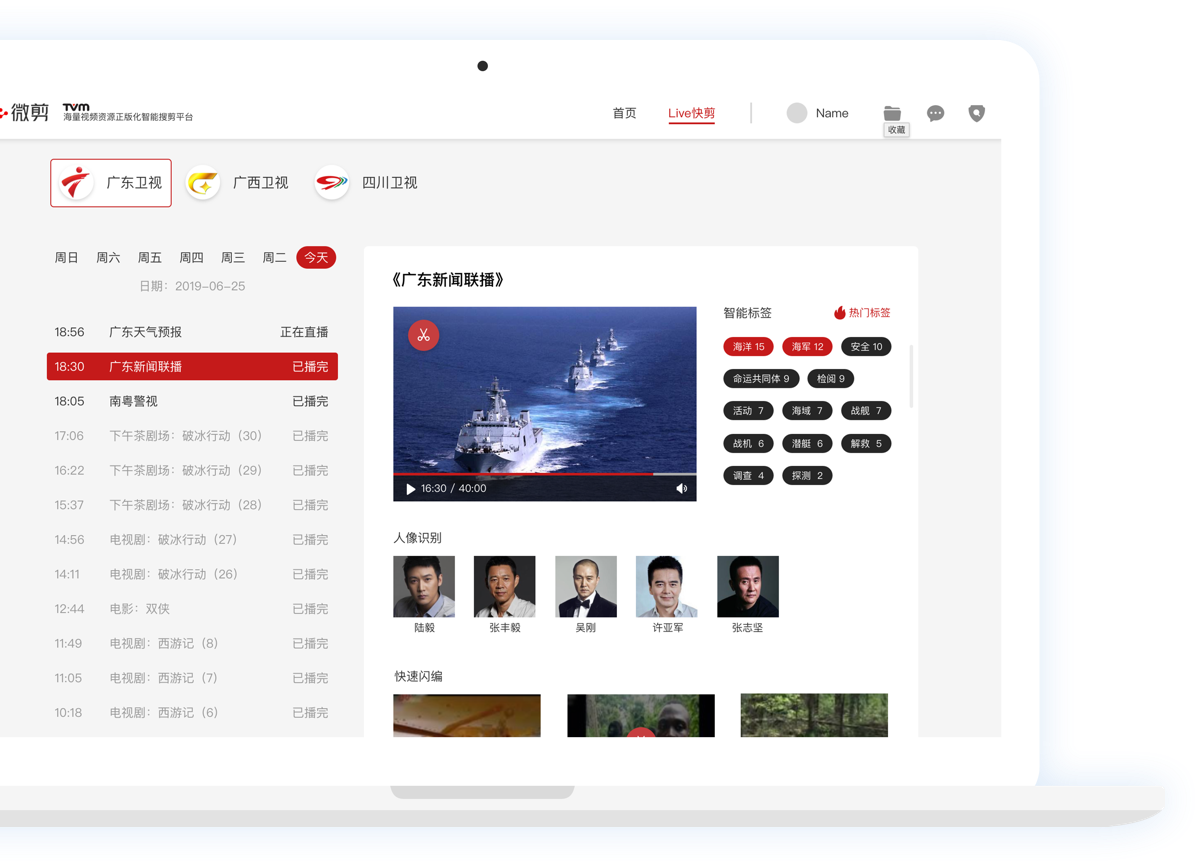 微剪
TVM
海量视频资源正版化智能搜剪平台
首页 Live快剪 Name
收藏
广东卫视 广西卫视 四川卫视
周日 周六 周五 周四 周三 周二 今天
日期：2019-06-25
18:56 广东天气预报 正在直播
18:30 广东新闻联播 已播完
18:05 南粤警视 已播完
17:06 下午茶剧场：破冰行动（30） 已播完
16:22 下午茶剧场：破冰行动（29） 已播完
15:37 下午茶剧场：破冰行动（28） 已播完
14:56 电视剧：破冰行动（27） 已播完
14:11 电视剧：破冰行动（26） 已播完
12:44 电影：双侠 已播完
11:49 电视剧：西游记（8） 已播完
11:05 电视剧：西游记（7） 已播完
10:18 电视剧：西游记（6） 已播完
《广东新闻联播》
16:30 / 40:00
智能标签 热门标签
海洋 15 海军 12 安全 10
命运共同体 9 检阅 9
活动 7 海域 7 战舰 7
战机 6 潜艇 6 解救 5
调查 4 探测 2
人像识别
陆毅 张丰毅 吴刚 许亚军 张志坚
快速闪编